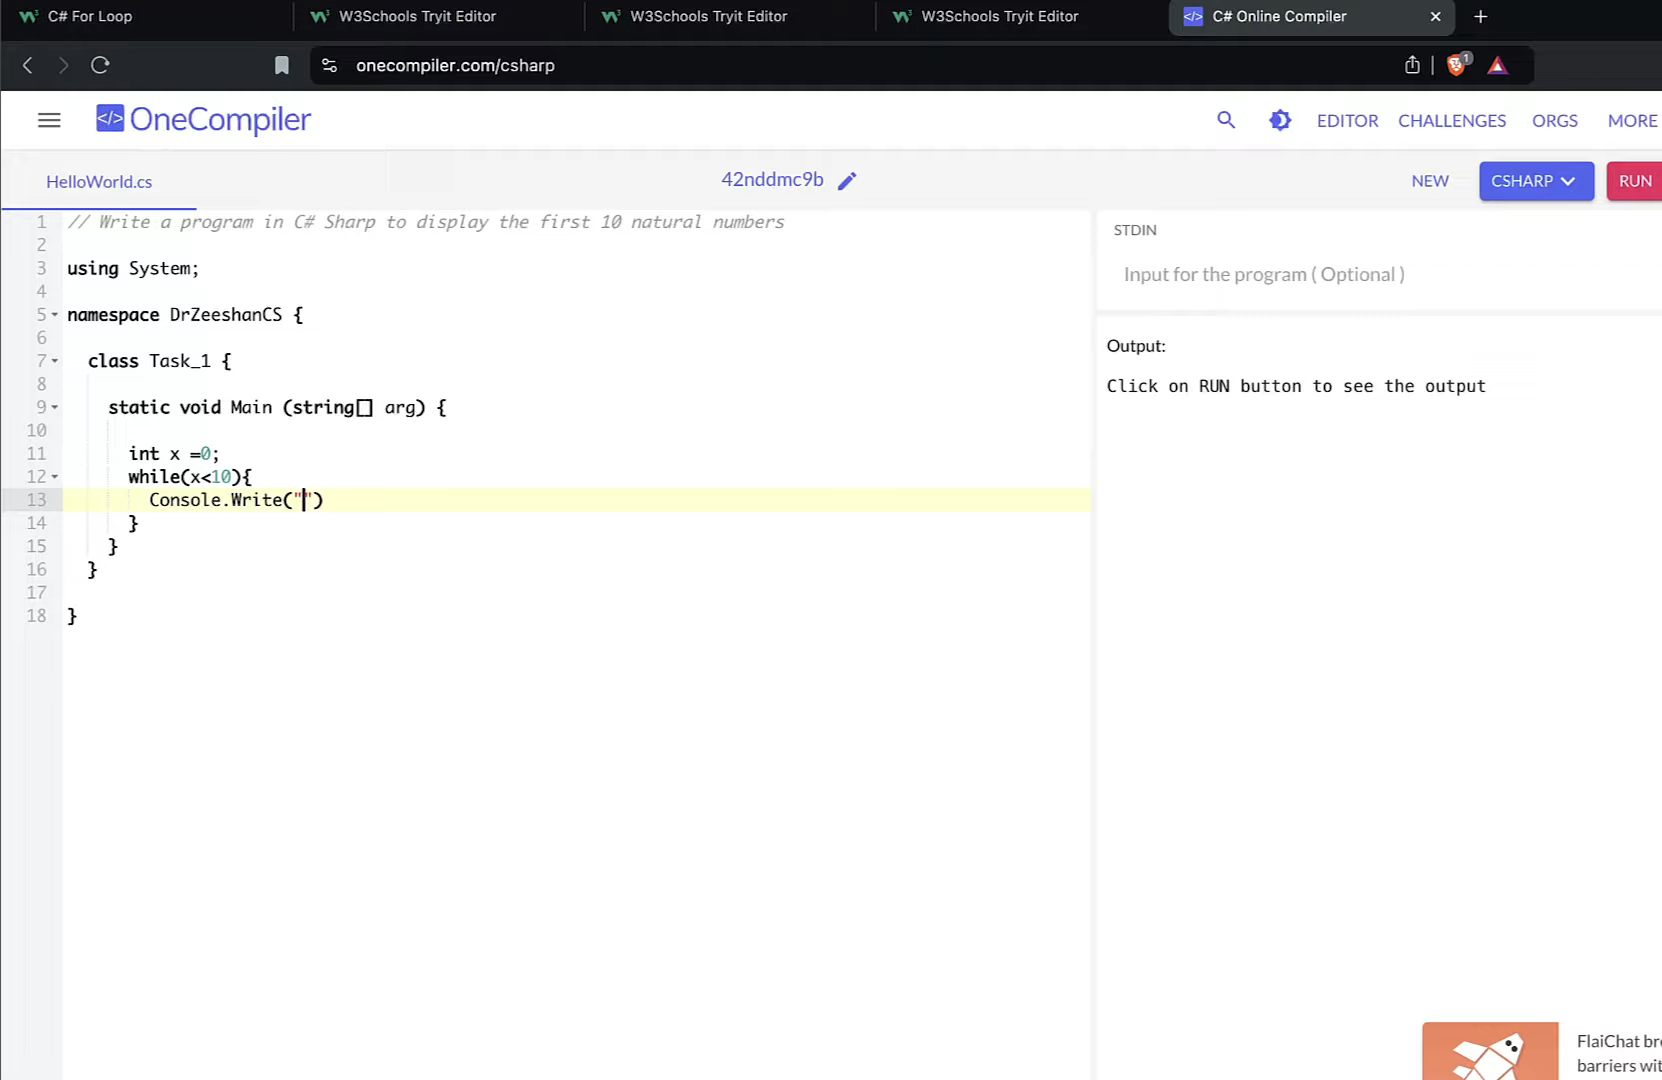 C# For Loop
W3Schools Tryit Editor
W3Schools Tryit Editor
W3Schools Tryit Editor
C# Online Compiler
onecompiler.com/csharp
1
OneCompiler
EDITOR
CHALLENGES
ORGS
MORE
HelloWorld.cs
42nddmc9b
NEW
CSHARP
RUN
1 // Write a program in C# Sharp to display the first 10 natural numbers
2
3 using System;
4
5 namespace DrZeeshanCS {
6
7 class Task_1 {
8
9 static void Main (string[] arg) {
10
11 int x =0;
12 while(x<10){
13 Console.Write("")
14 }
15 }
16 }
17
18 }
STDIN
Input for the program ( Optional )
Output:
Click on RUN button to see the output
FlaiChat
barriers